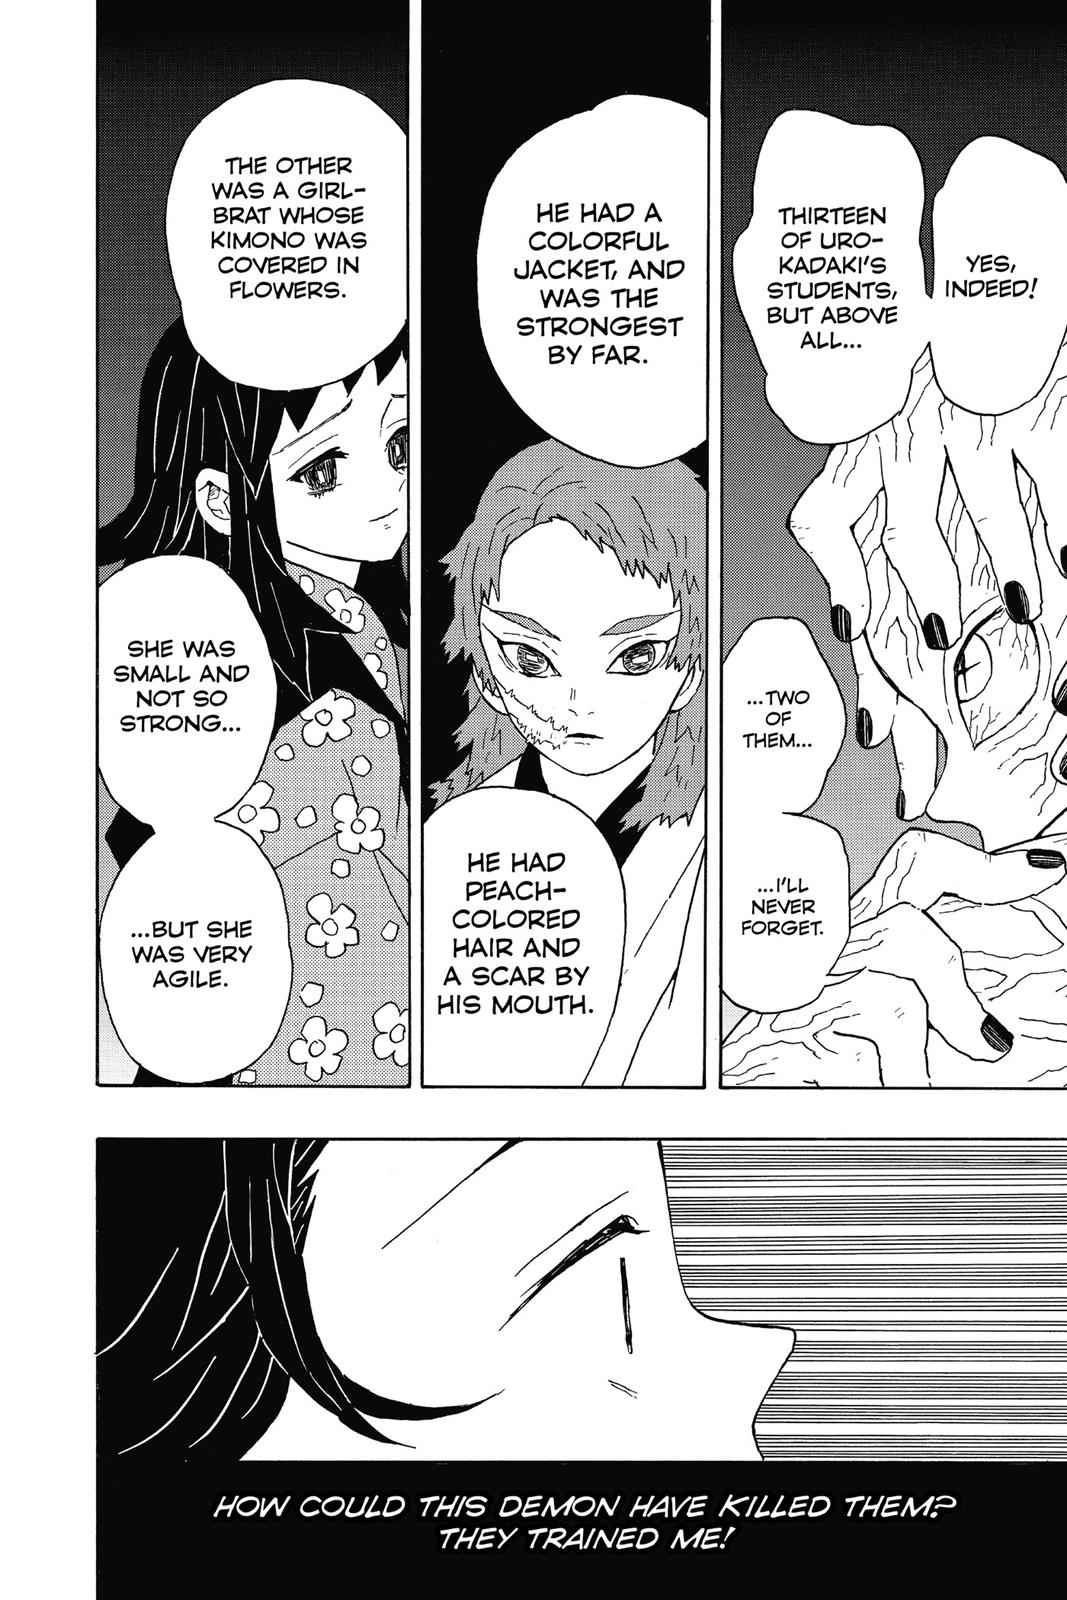 YES,
INDEED!
THIRTEEN
OF URO-
KADAKI'S
STUDENTS,
BUT ABOVE
ALL...
...TWO
OF
THEM...
...I'LL
NEVER
FORGET.
HE HAD A
COLORFUL
JACKET, AND
WAS THE
STRONGEST
BY FAR.
HE HAD
PEACH-
COLORED
HAIR AND
A SCAR BY
HIS MOUTH.
THE OTHER
WAS A GIRL-
BRAT WHOSE
KIMONO WAS
COVERED IN
FLOWERS.
SHE WAS
SMALL AND
NOT SO
STRONG...
...BUT SHE
WAS VERY
AGILE.
HOW COULD THIS DEMON HAVE KILLED THEM?
THEY TRAINED ME!